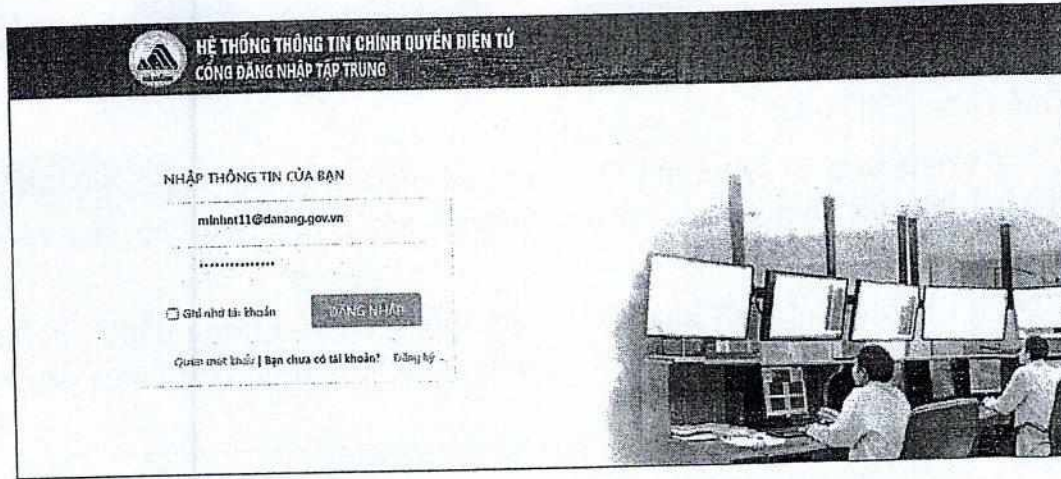 HỆ THỐNG THÔNG TIN CHÍNH QUYỀN ĐIỆN TỬ
CỔNG ĐĂNG NHẬP TẬP TRUNG
NHẬP THÔNG TIN CỦA BẠN
minhnt11@danang.gov.vn
•••••••••••••••
Ghi nhớ tài khoản
ĐĂNG NHẬP
Quên mật khẩu | Bạn chưa có tài khoản? Đăng ký